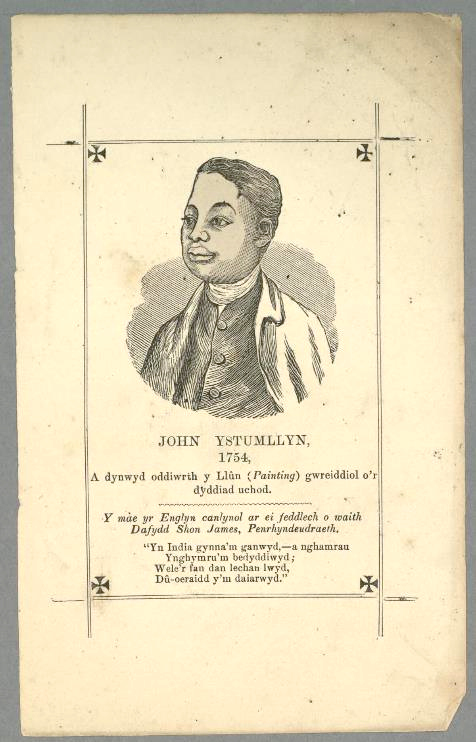 JOHN YSTUMLLYN,
1754,
A dynwyd oddiwrth y Llûn (Painting) gwreiddiol o'r
dyddiad uchod.
Y mae yr Englyn canlynol ar ei feddlech o waith
Dafydd Shon James, Penrhyndeudraeth.
"Yn India gynna'm ganwyd,—a nghamrau
Ynghymru'm bedyddiwyd;
Wele'r fan dan lechan lwyd,
Dû-oeraidd y'm daiarwyd."